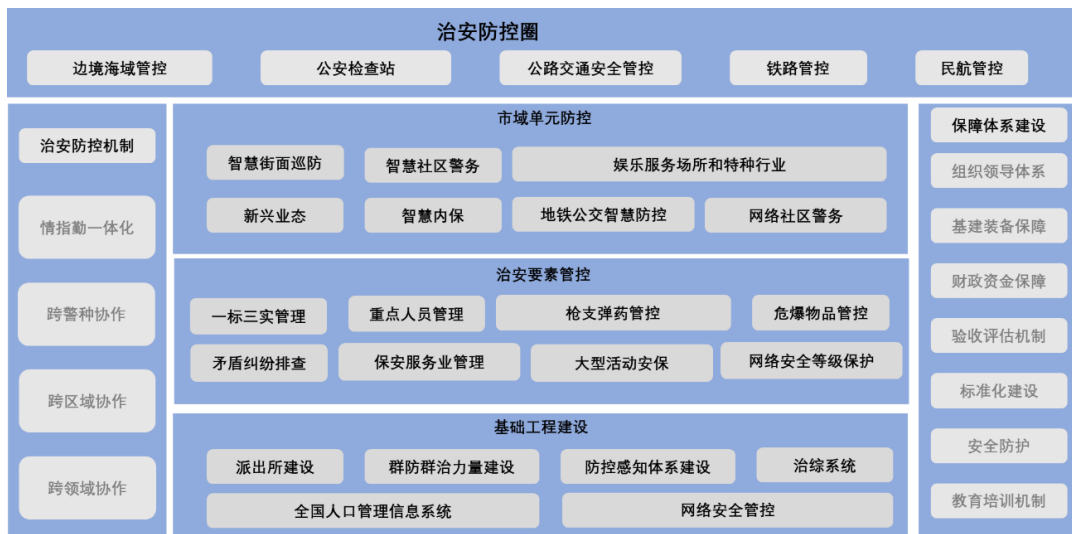 治安防控圈
边境海域管控
公安检查站
公路交通安全管控
铁路管控
民航管控
治安防控机制
情指勤一体化
跨警种协作
跨区域协作
跨领域协作
市域单元防控
智慧街面巡防
智慧社区警务
娱乐服务场所和特种行业
新兴业态
智慧内保
地铁公交智慧防控
网络社区警务
治安要素管控
一标三实管理
重点人员管理
枪支弹药管控
危爆物品管控
矛盾纠纷排查
保安服务业管理
大型活动安保
网络安全等级保护
基础工程建设
派出所建设
群防群治力量建设
防控感知体系建设
治综系统
全国人口管理信息系统
网络安全管控
保障体系建设
组织领导体系
基建装备保障
财政资金保障
验收评估机制
标准化建设
安全防护
教育培训机制